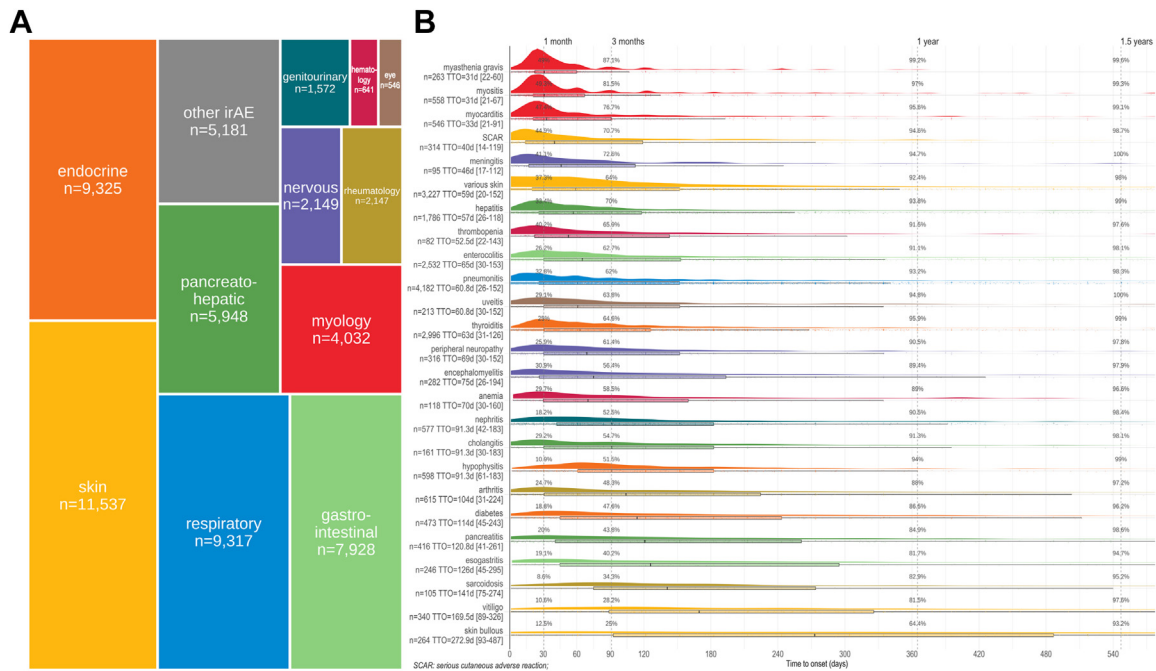 A
endocrine
n=9,325
skin
n=11,537
other irAE
n=5,181
pancreato-
hepatic
n=5,948
respiratory
n=9,317
genitourinary
n=1,572
hemato-
logy
n=641
eye
n=546
nervous
n=2,149
rheumatology
n=2,147
myology
n=4,032
gastro-
intestinal
n=7,928
B
1 month 3 months 1 year 1.5 years
myasthenia gravis 87.1% 99.2% 99.6%
n=263 TTO=31d [22-60]
myositis 81.5% 97% 99.3%
n=558 TTO=31d [21-67]
myocarditis 76.7% 95.6% 99.1%
n=546 TTO=33d [21-91]
SCAR 44.9% 70.7% 94.6% 98.7%
n=314 TTO=40d [14-119]
meningitis 41.1% 72.6% 94.7% 100%
n=95 TTO=46d [17-112]
various skin 37.3% 64% 92.4% 98%
n=3,227 TTO=59d [20-152]
hepatitis 33.4% 70% 93.8% 99%
n=1,786 TTO=57d [26-118]
thrombopenia 40.2% 65.9% 91.5% 97.6%
n=82 TTO=52.5d [22-143]
enterocolitis 26.2% 62.7% 91.1% 98.1%
n=2,532 TTO=65d [30-153]
pneumonitis 32.6% 62% 93.2% 98.3%
n=4,182 TTO=60.8d [26-152]
uveitis 29.1% 63.8% 94.8% 100%
n=213 TTO=60.8d [30-152]
thyroiditis 25% 64.6% 95.9% 99%
n=2,996 TTO=63d [31-126]
peripheral neuropathy 25.9% 61.4% 90.5% 97.8%
n=316 TTO=69d [30-152]
encephalomyelitis 30.9% 56.4% 89.4% 97.9%
n=282 TTO=75d [26-194]
anemia 29.7% 58.5% 89% 96.6%
n=118 TTO=70d [30-160]
nephritis 18.2% 52.5% 90.6% 98.4%
n=577 TTO=91.3d [42-183]
cholangitis 29.2% 54.7% 91.3% 98.1%
n=161 TTO=91.3d [30-183]
hypophysitis 10.9% 51.5% 94% 99%
n=598 TTO=91.3d [61-183]
arthritis 24.7% 48.3% 88% 97.2%
n=615 TTO=104d [31-224]
diabetes 18.6% 47.6% 86.5% 96.2%
n=473 TTO=114d [45-243]
pancreatitis 20% 43.8% 84.9% 98.6%
n=416 TTO=120.8d [41-261]
esogastritis 19.1% 40.2% 81.7% 94.7%
n=246 TTO=126d [45-295]
sarcoidosis 8.6% 34.3% 82.9% 95.2%
n=105 TTO=141d [75-274]
vitiligo 10.6% 28.2% 81.5% 97.6%
n=340 TTO=169.5d [89-326]
skin bullous 12.5% 25% 64.4% 93.2%
n=264 TTO=272.9d [93-487]
0 30 60 90 120 180 240 300 360 420 480 540
Time to onset (days)
SCAR: serious cutaneous adverse reaction;